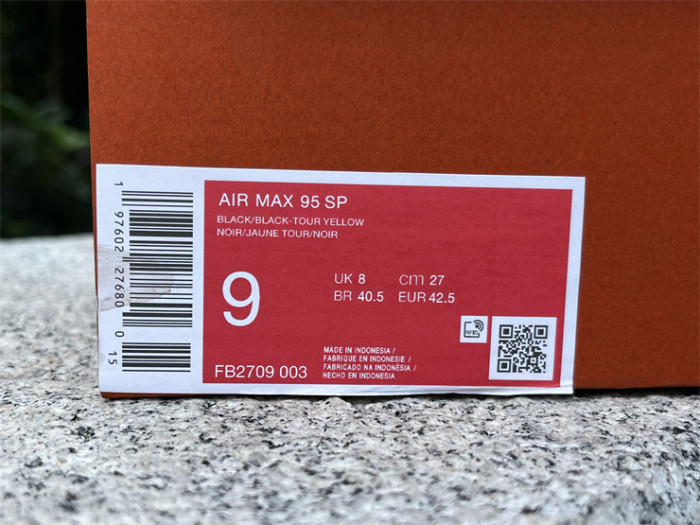 AIR MAX 95 SP
BLACK/BLACK-TOUR YELLOW
NOIR/JAUNE TOUR/NOIR
9
UK 8 cm 27
BR 40.5 EUR 42.5
RFID
FB2709 003
MADE IN INDONESIA /
FABRIQUE EN INDONESIE /
FABRICADO NA INDONÉSIA /
HECHO EN INDONESIA
1 97602 27680 0 15